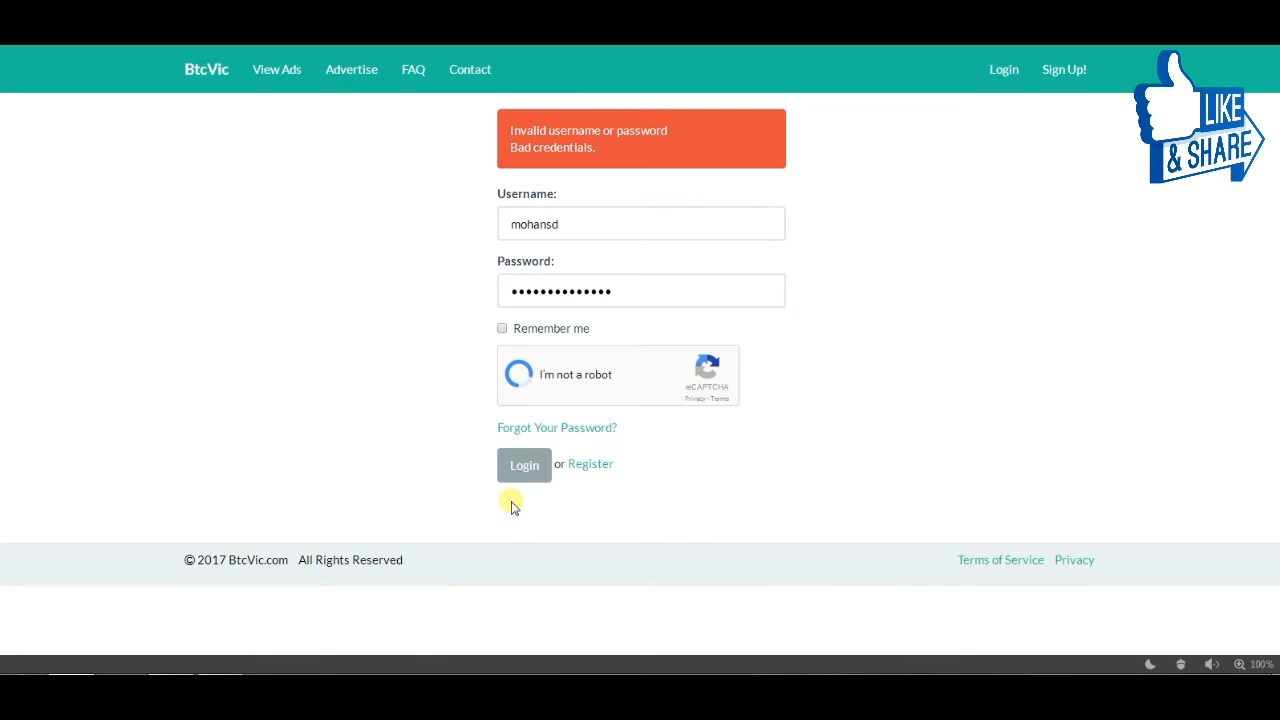 BtcVic View Ads Advertise FAQ Contact Login Sign Up!
LIKE
& SHARE
Invalid username or password
Bad credentials.
Username:
mohansd
Password:
••••••••••••••
Remember me
I'm not a robot
reCAPTCHA
Privacy - Terms
Forgot Your Password?
Login or Register
© 2017 BtcVic.com All Rights Reserved Terms of Service Privacy
100%